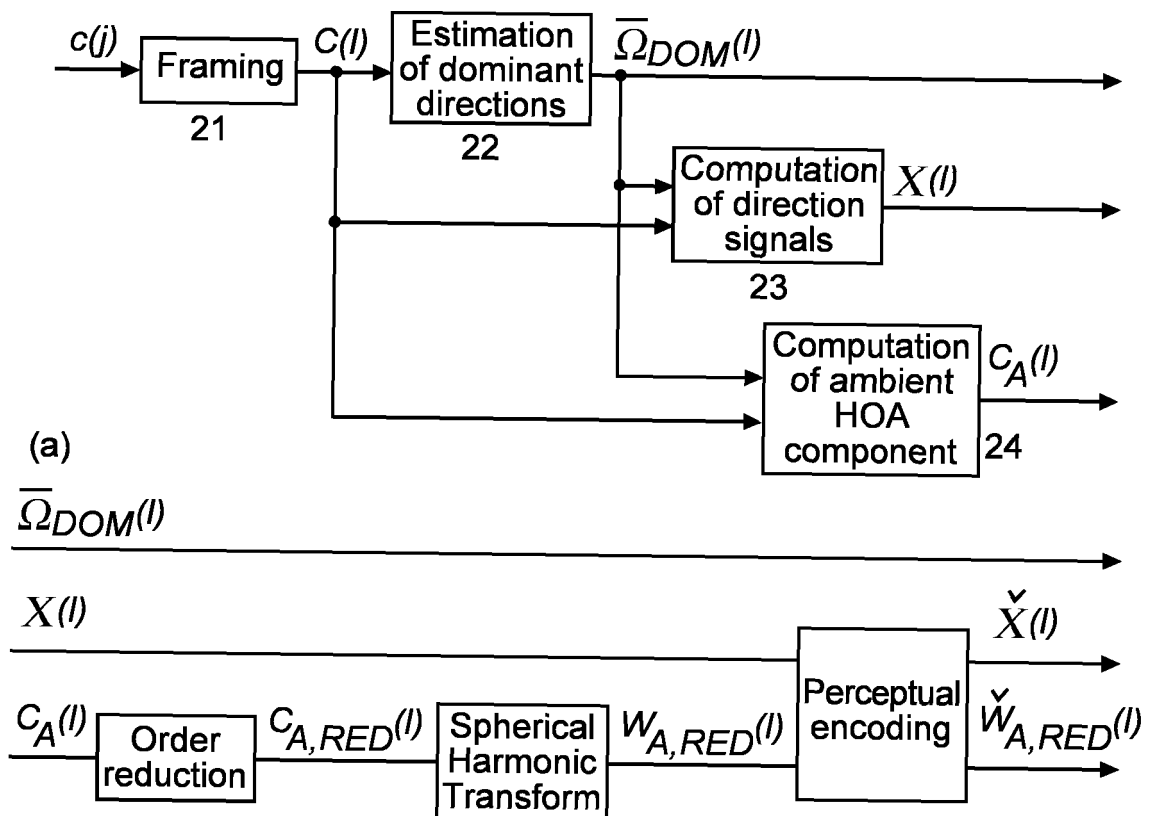 c(j)
Framing
21
C(l)
Estimation
of dominant
directions
22
Ω̅DOM(l)
Computation
of direction
signals
23
X(l)
Computation
of ambient
HOA
component
24
CA(l)
(a)
Ω̅DOM(l)
X(l)
CA(l)
Order
reduction
CA,RED(l)
Spherical
Harmonic
Transform
WA,RED(l)
Perceptual
encoding
X̌(l)
W̌A,RED(l)